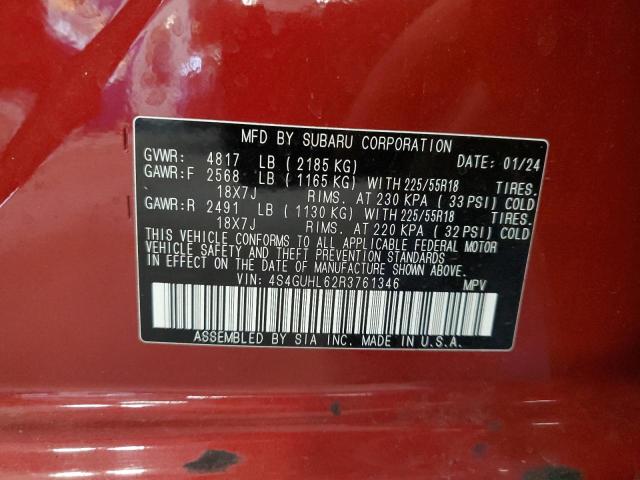 MFD BY SUBARU CORPORATION
GVWR: 4817 LB ( 2185 KG) DATE: 01/24
GAWR:F 2568 LB ( 1165 KG) WITH 225/55R18 TIRES.
18X7J RIMS. AT 230 KPA ( 33 PSI) COLD
GAWR:R 2491 LB ( 1130 KG) WITH 225/55R18 TIRES.
18X7J RIMS. AT 220 KPA ( 32 PSI) COLD
THIS VEHICLE CONFORMS TO ALL APPLICABLE FEDERAL MOTOR
VEHICLE SAFETY AND THEFT PREVENTION STANDARDS
IN EFFECT ON THE DATE OF MANUFACTURE SHOWN ABOVE.
VIN: 4S4GUHL62R3761346 MPV
ASSEMBLED BY SIA INC. MADE IN U.S.A.